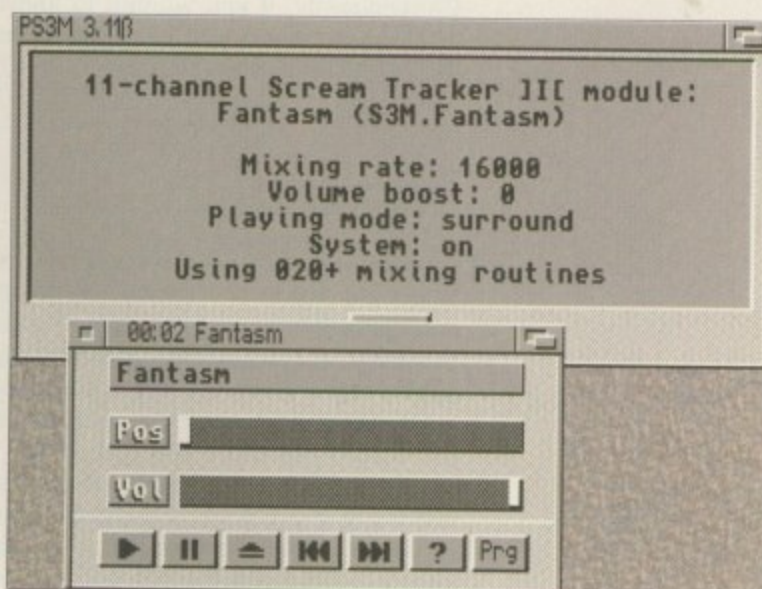 PS3M 3.11β
11-channel Scream Tracker ]I[ module:
Fantasm (S3M.Fantasm)
Mixing rate: 16000
Volume boost: 0
Playing mode: surround
System: on
Using 020+ mixing routines
00:02 Fantasm
Fantasm
Pos
Vol
?
Prg